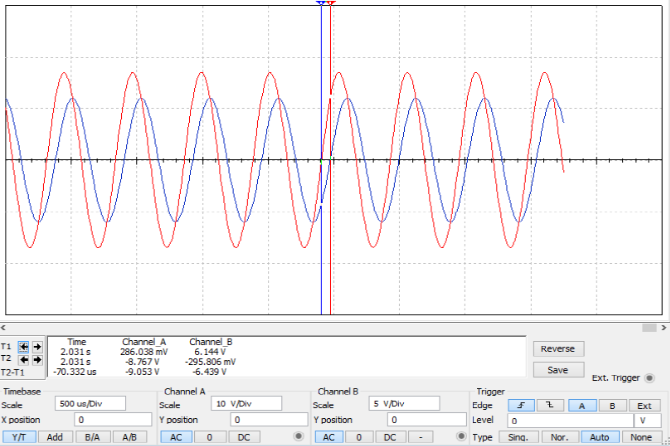 Time Channel_A Channel_B
T1 2.031 s 286.038 mV 6.144 V
T2 2.031 s -8.767 V -295.806 mV
T2-T1 -70.332 us -9.053 V -6.439 V
Reverse
Save
Ext. Trigger
Timebase Channel A Channel B Trigger
Scale 500 us/Div Scale 10 V/Div Scale 5 V/Div Edge A B Ext
X position 0 Y position 0 Y position 0 Level 0 V
Y/T Add B/A A/B AC 0 DC AC 0 DC - Type Sing. Nor. Auto None